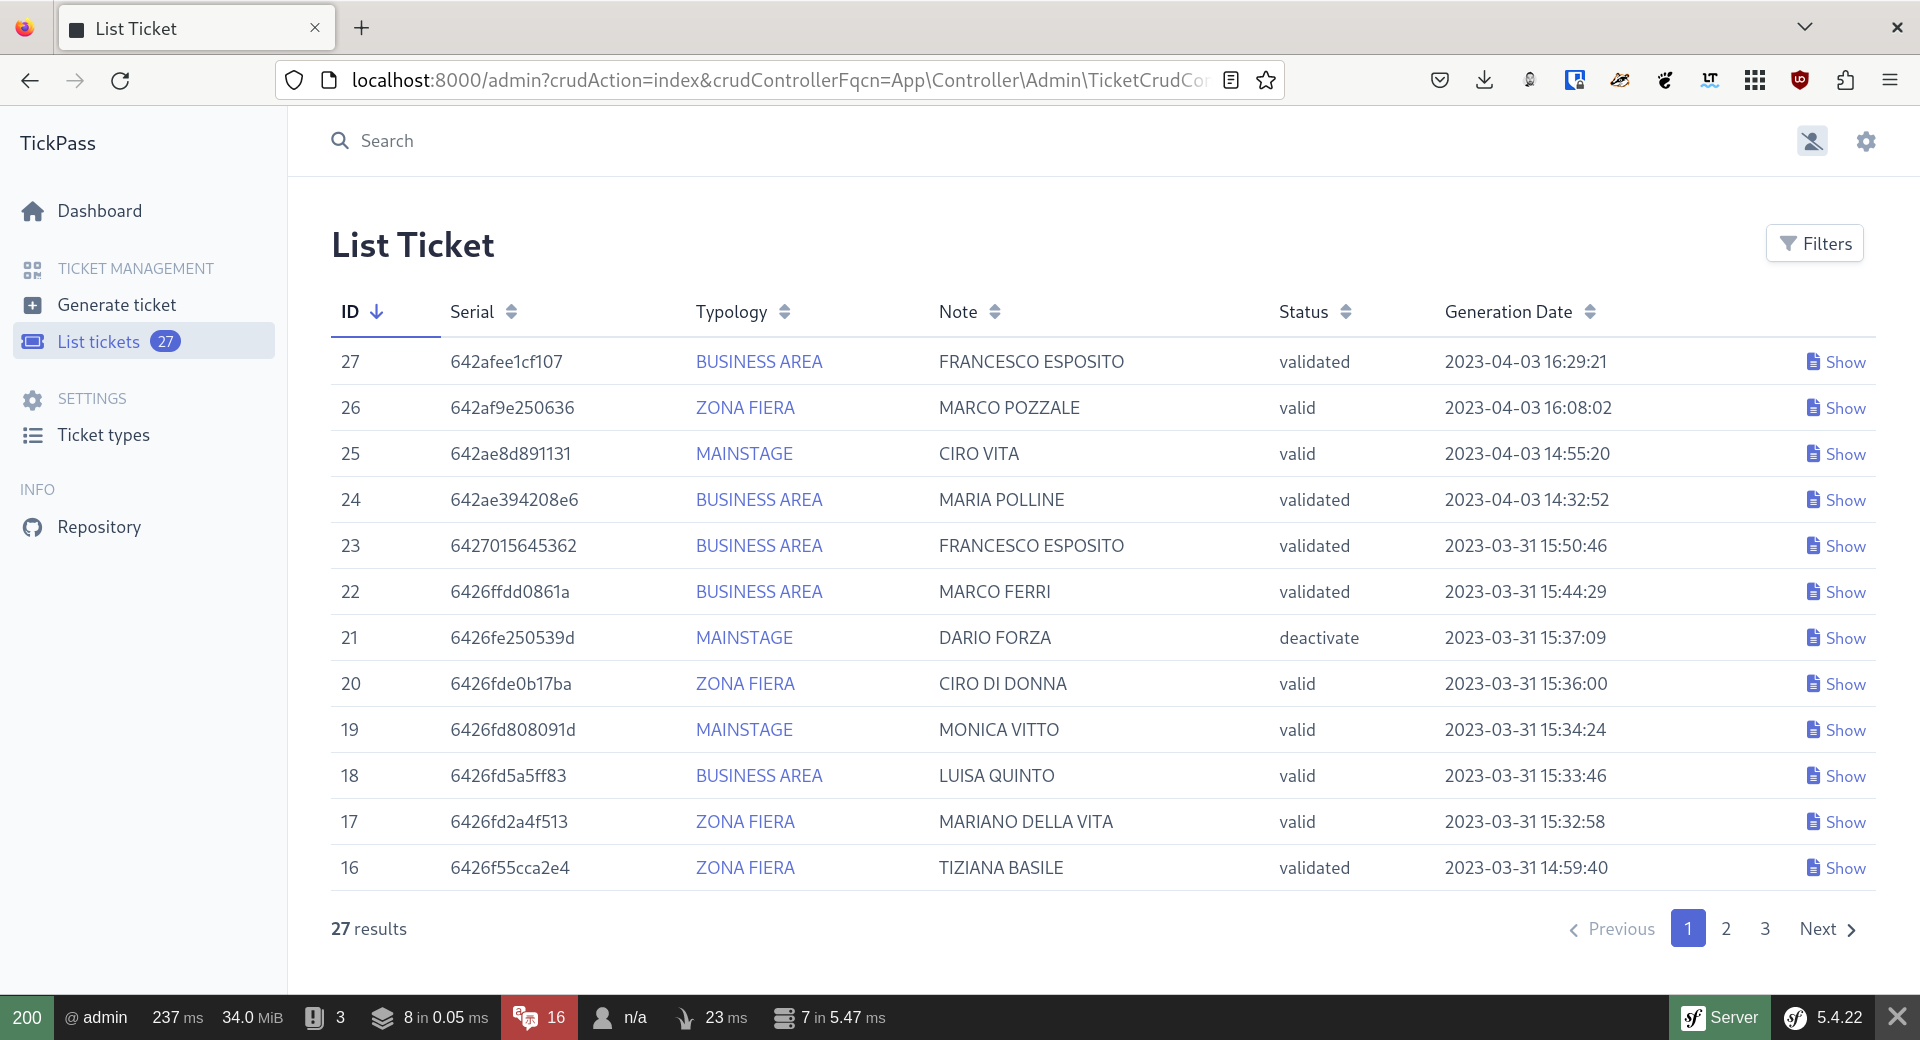 List Ticket
localhost:8000/admin?crudAction=index&crudControllerFqcn=App\Controller\Admin\TicketCrudCor
TickPass
Search
Dashboard
TICKET MANAGEMENT
Generate ticket
List tickets 27
SETTINGS
Ticket types
INFO
Repository
List Ticket
Filters
ID Serial Typology Note Status Generation Date
27 642afee1cf107 BUSINESS AREA FRANCESCO ESPOSITO validated 2023-04-03 16:29:21 Show
26 642af9e250636 ZONA FIERA MARCO POZZALE valid 2023-04-03 16:08:02 Show
25 642ae8d891131 MAINSTAGE CIRO VITA valid 2023-04-03 14:55:20 Show
24 642ae394208e6 BUSINESS AREA MARIA POLLINE validated 2023-04-03 14:32:52 Show
23 6427015645362 BUSINESS AREA FRANCESCO ESPOSITO validated 2023-03-31 15:50:46 Show
22 6426ffdd0861a BUSINESS AREA MARCO FERRI validated 2023-03-31 15:44:29 Show
21 6426fe250539d MAINSTAGE DARIO FORZA deactivate 2023-03-31 15:37:09 Show
20 6426fde0b17ba ZONA FIERA CIRO DI DONNA valid 2023-03-31 15:36:00 Show
19 6426fd808091d MAINSTAGE MONICA VITTO valid 2023-03-31 15:34:24 Show
18 6426fd5a5ff83 BUSINESS AREA LUISA QUINTO valid 2023-03-31 15:33:46 Show
17 6426fd2a4f513 ZONA FIERA MARIANO DELLA VITA valid 2023-03-31 15:32:58 Show
16 6426f55cca2e4 ZONA FIERA TIZIANA BASILE validated 2023-03-31 14:59:40 Show
27 results
Previous 1 2 3 Next
200 @ admin 237 ms 34.0 MiB 3 8 in 0.05 ms 16 n/a 23 ms 7 in 5.47 ms sf Server sf 5.4.22